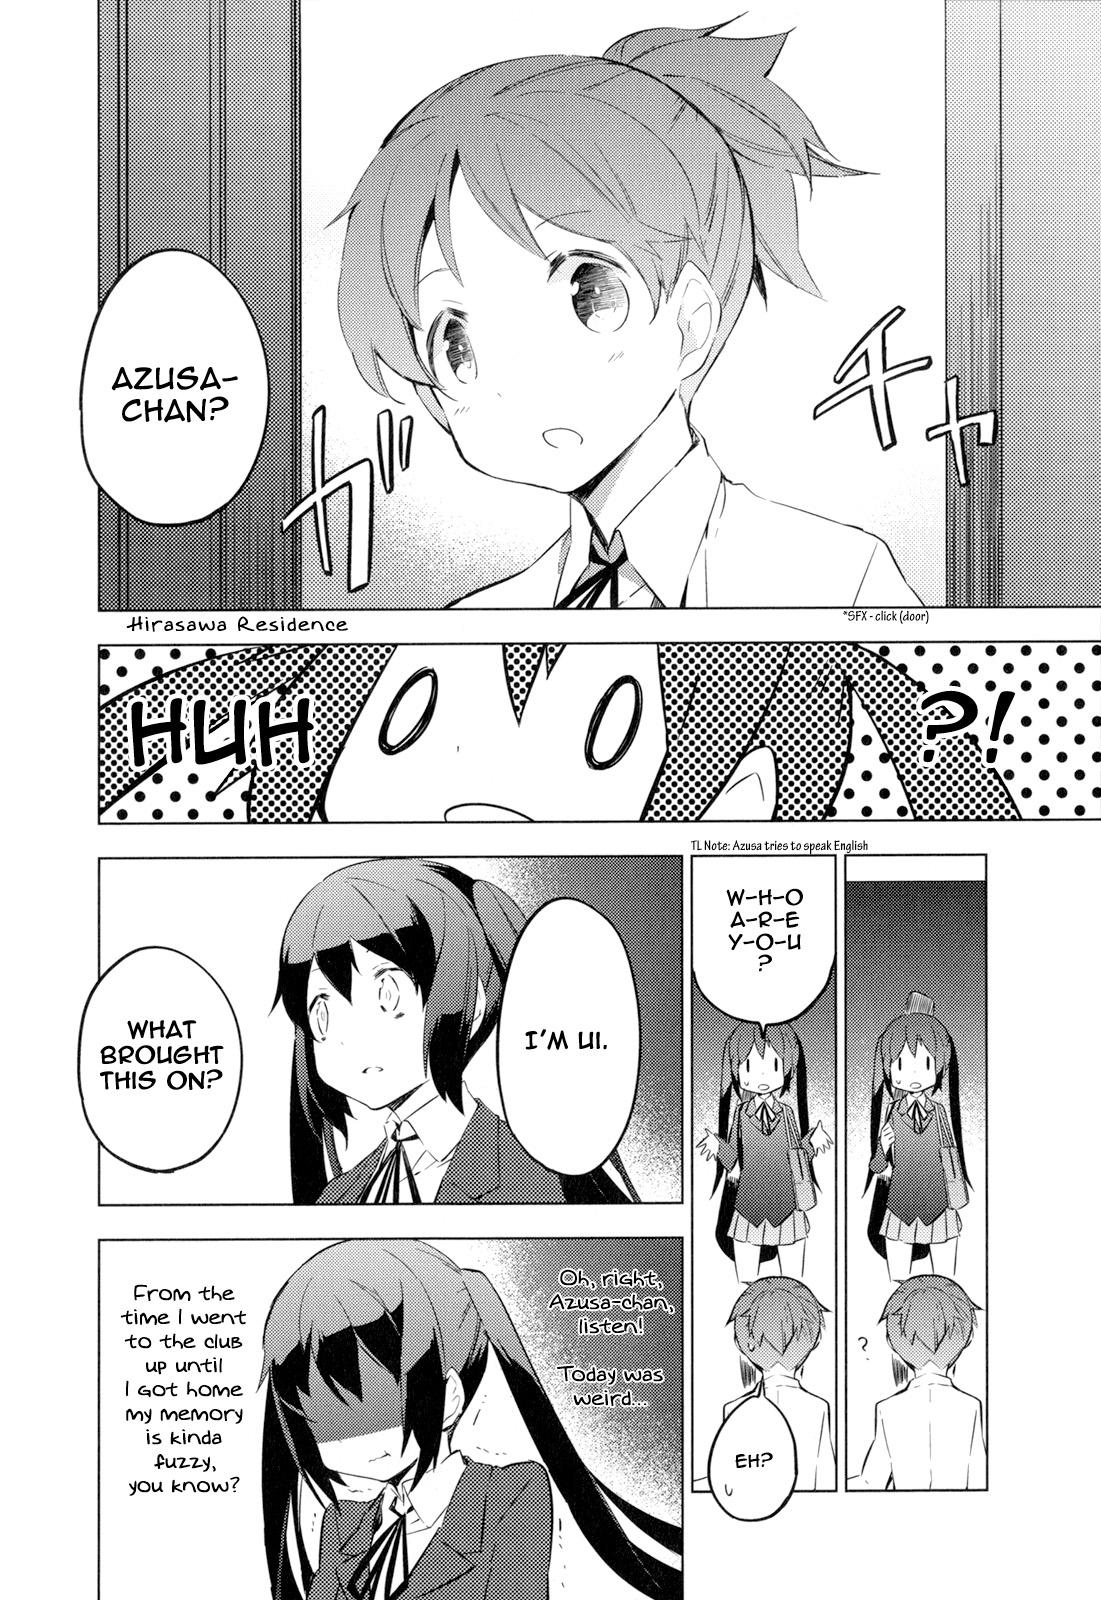 ガチャ
AZUSA-
CHAN?
*SFX - click (door)
Hirasawa Residence
HUH
?!
TL Note: Azusa tries to speak English
?
W-H-O
A-R-E
Y-O-U
?
EH?
I'M UI.
WHAT
BROUGHT
THIS ON?
Oh, right,
Azusa-chan,
listen!
Today was
weird...
From the
time I went
to the club
up until
I got home
my memory
is kinda
fuzzy,
you know?